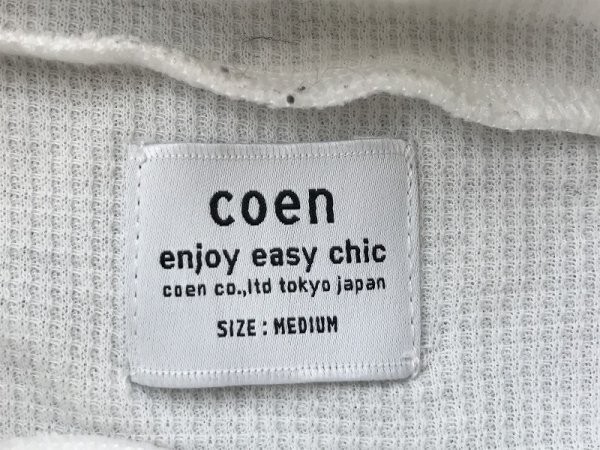 coen
enjoy easy chic
coen co.,ltd tokyo japan
SIZE : MEDIUM